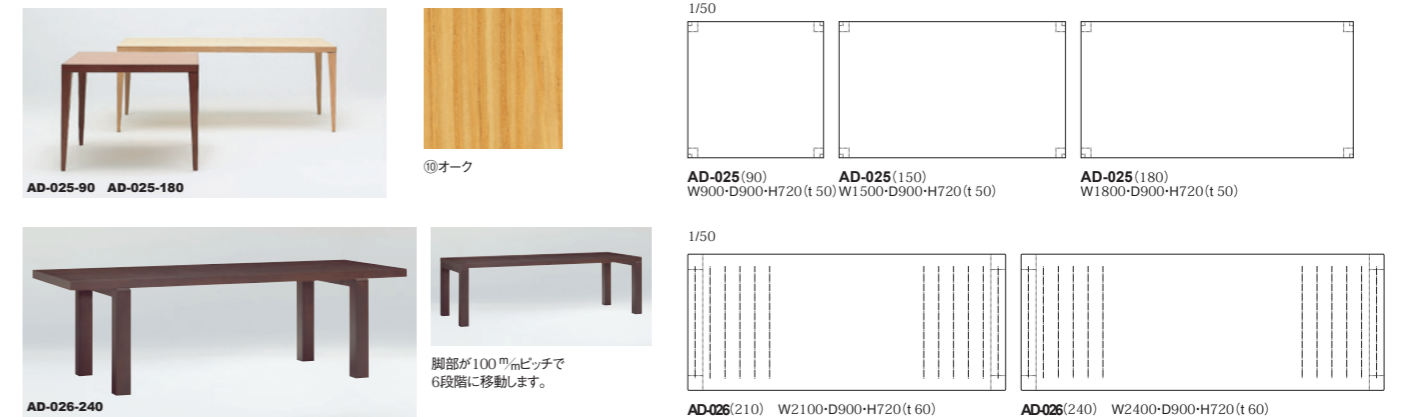 AD-025-90 AD-025-180
⑩オーク
1/50
AD-025(90)
W900・D900・H720(t 50)
AD-025(150)
W1500・D900・H720(t 50)
AD-025(180)
W1800・D900・H720(t 50)
AD-026-240
脚部が100㎜ピッチで
6段階に移動します。
1/50
AD-026(210) W2100・D900・H720(t 60)
AD-026(240) W2400・D900・H720(t 60)